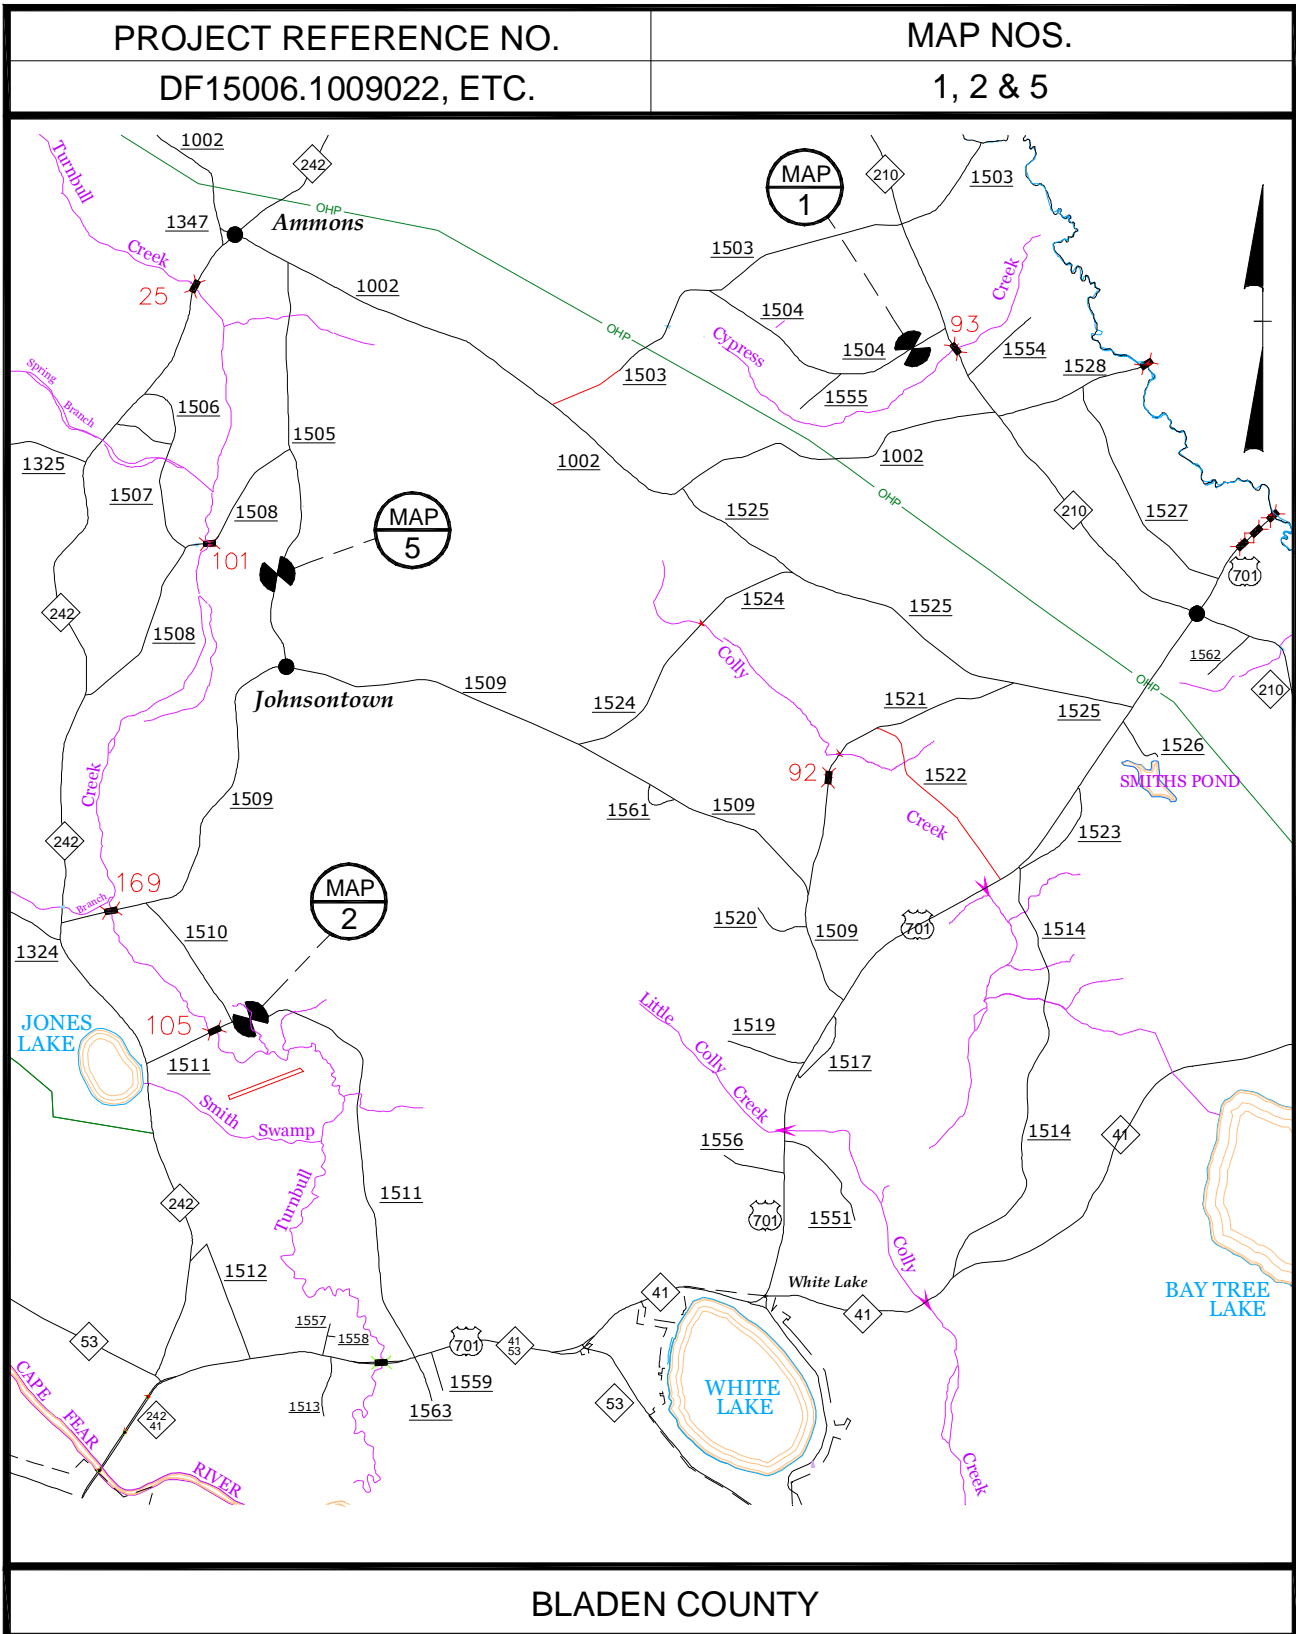 PROJECT REFERENCE NO.
MAP NOS.
DF15006.1009022, ETC.
1, 2 & 5
1002
242
Turnbull
Creek
1347
Ammons
OHP
25
1002
MAP
1
210
1503
1503
1504
Creek
93
Cypress
1504
1554
1528
1555
OHP
1503
Spring
Branch
1506
1505
1325
1507
1508
1002
1002
OHP
1525
210
1527
701
MAP
5
101
242
1508
1524
1525
Colly
1562
210
OHP
Johnsontown
1509
1524
1521
1525
1526
SMITHS POND
92
1522
Creek
1509
1561
1509
1523
Creek
242
169
Branch
MAP
2
1510
1324
1520
1509
701
1514
JONES
LAKE
105
1511
Little
Colly
Creek
1519
1517
Smith
Swamp
1556
1514
41
Turnbull
1511
242
701
1551
Colly
1512
White Lake
41
41
BAY TREE
LAKE
53
1557
1558
701
41
53
1559
1513
1563
53
WHITE
LAKE
CAPE
FEAR
RIVER
242
41
Creek
BLADEN COUNTY